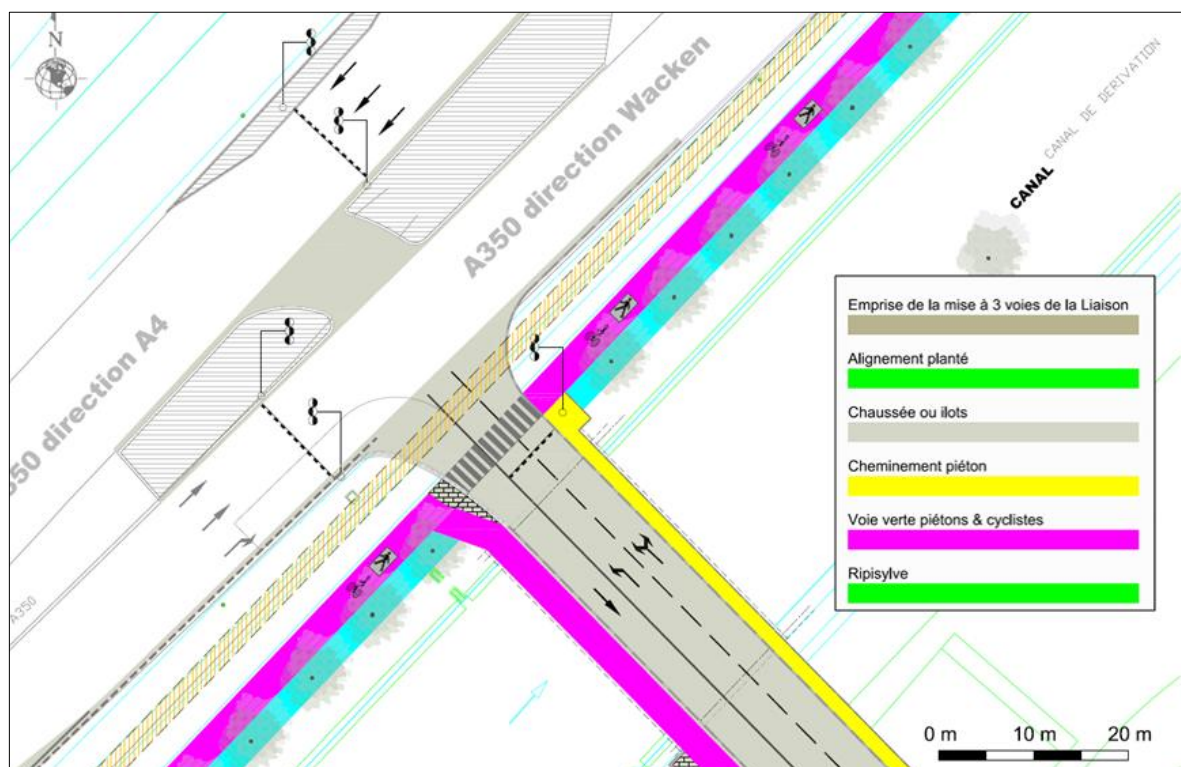 N
A350 direction Wacken
A350 direction A4
CANAL CANAL DE DERIVATION
A350
Emprise de la mise à 3 voies de la Liaison
Alignement planté
Chaussée ou ilots
Cheminement piéton
Voie verte piétons & cyclistes
Ripisylve
0 m 10 m 20 m